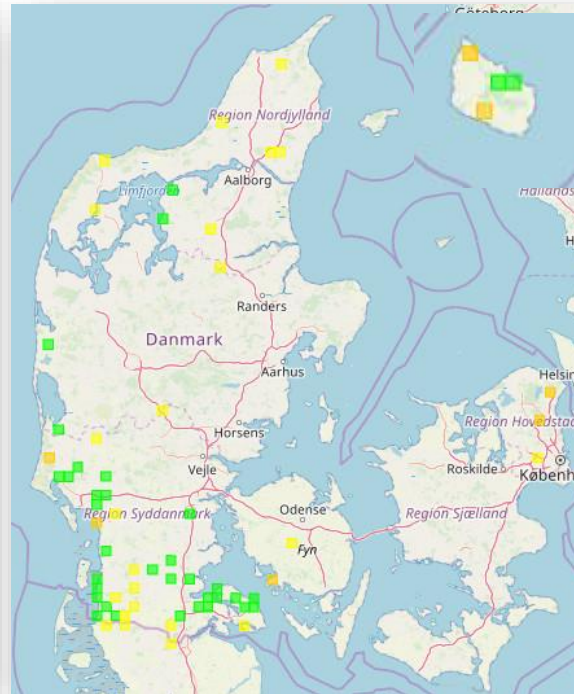 Göteborg
Region Nordjylland
Aalborg
Limfjorden
Hallands
H
Randers
Danmark
Aarhus
Helsin
Horsens
Region Hovedsta
Vejle
Roskilde
Københ
Region Syddanmark
Odense
Region Sjælland
Fyn